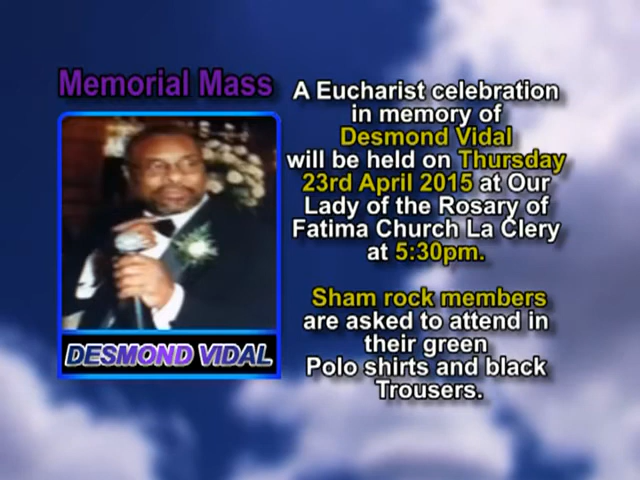 Memorial Mass
DESMOND VIDAL
A Eucharist celebration
in memory of
Desmond Vidal
will be held on Thursday
23rd April 2015 at Our
Lady of the Rosary of
Fatima Church La Clery
at 5:30pm.
Sham rock members
are asked to attend in
their green
Polo shirts and black
Trousers.